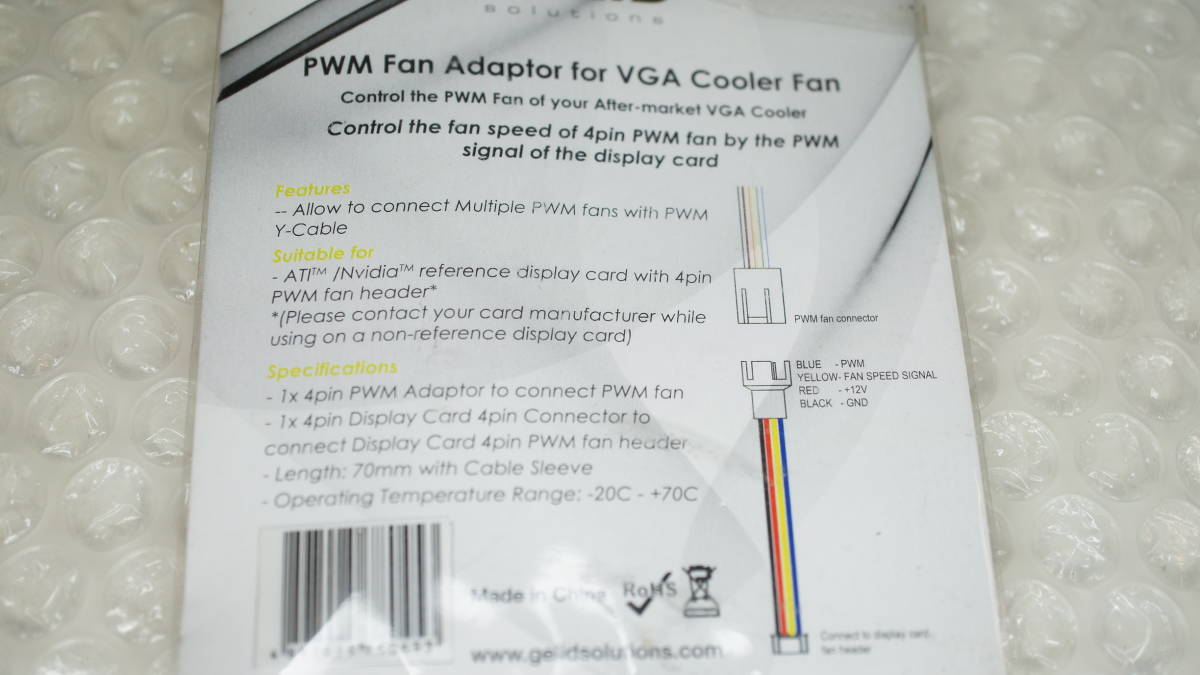 solutions
PWM Fan Adaptor for VGA Cooler Fan
Control the PWM Fan of your After-market VGA Cooler
Control the fan speed of 4pin PWM fan by the PWM
signal of the display card
Features
-- Allow to connect Multiple PWM fans with PWM
Y-Cable
Suitable for
- ATI™ /Nvidia™ reference display card with 4pin
PWM fan header*
*(Please contact your card manufacturer while
using on a non-reference display card)
Specifications
- 1x 4pin PWM Adaptor to connect PWM fan
- 1x 4pin Display Card 4pin Connector to
connect Display Card 4pin PWM fan header
- Length: 70mm with Cable Sleeve
- Operating Temperature Range: -20C - +70C
PWM fan connector
BLUE - PWM
YELLOW- FAN SPEED SIGNAL
RED - +12V
BLACK - GND
Connect to display card
fan header
Made in China
RoHS
www.gelidsolutions.com